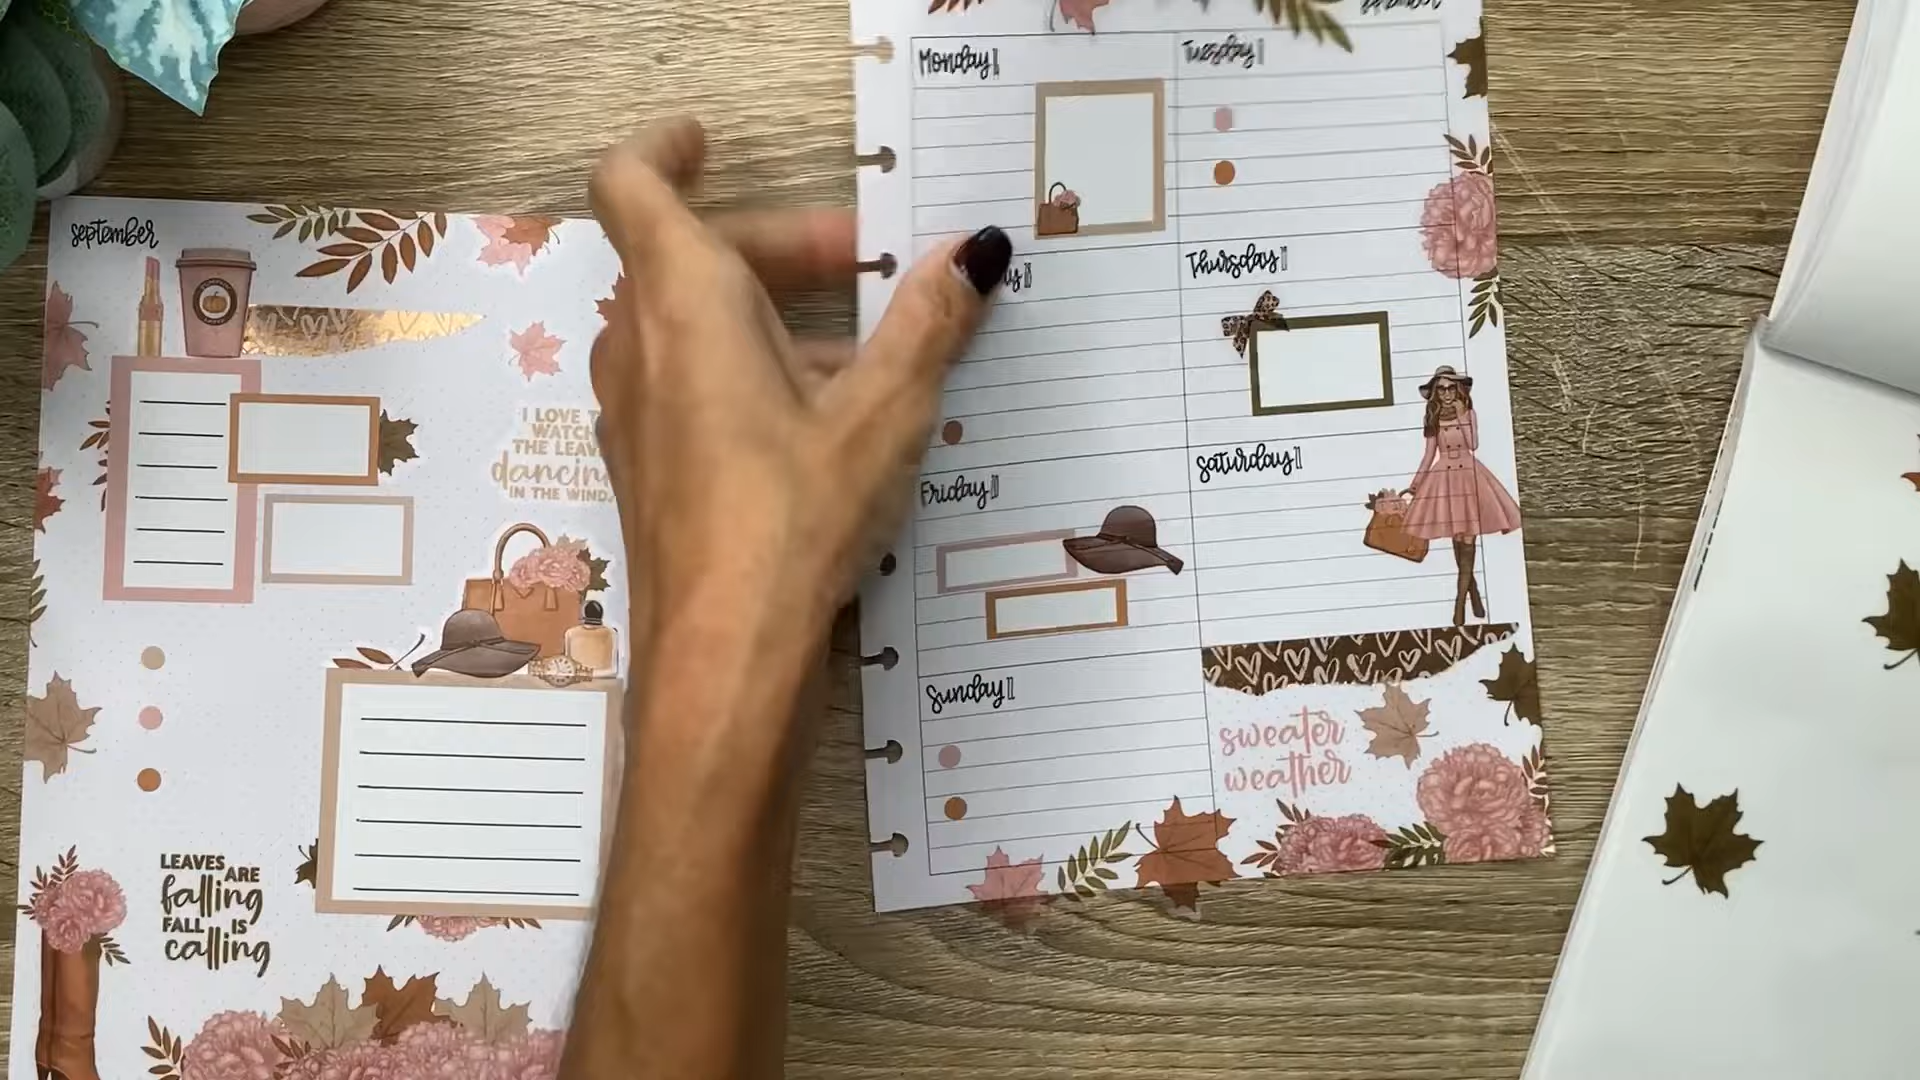 september
I LOVE
WATCH
THE LEAVE
dancin
IN THE WIND.
LEAVES ARE
falling
FALL IS
calling
Monday
Tuesday
Thursday
Friday
Saturday
Sunday
sweater
weather